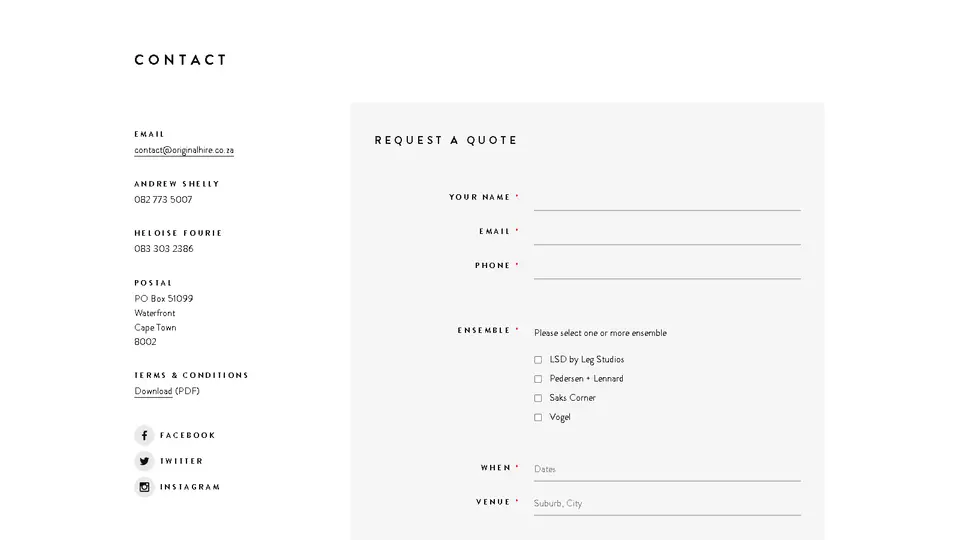 CONTACT
EMAIL
contact@originalhire.co.za
ANDREW SHELLY
082 773 5007
HELOISE FOURIE
083 303 2386
POSTAL
PO Box 51099
Waterfront
Cape Town
8002
TERMS & CONDITIONS
Download (PDF)
FACEBOOK
TWITTER
INSTAGRAM
REQUEST A QUOTE
YOUR NAME *
EMAIL *
PHONE *
ENSEMBLE * Please select one or more ensemble
LSD by Leg Studios
Pedersen + Lennard
Saks Corner
Vogel
WHEN * Dates
VENUE * Suburb, City